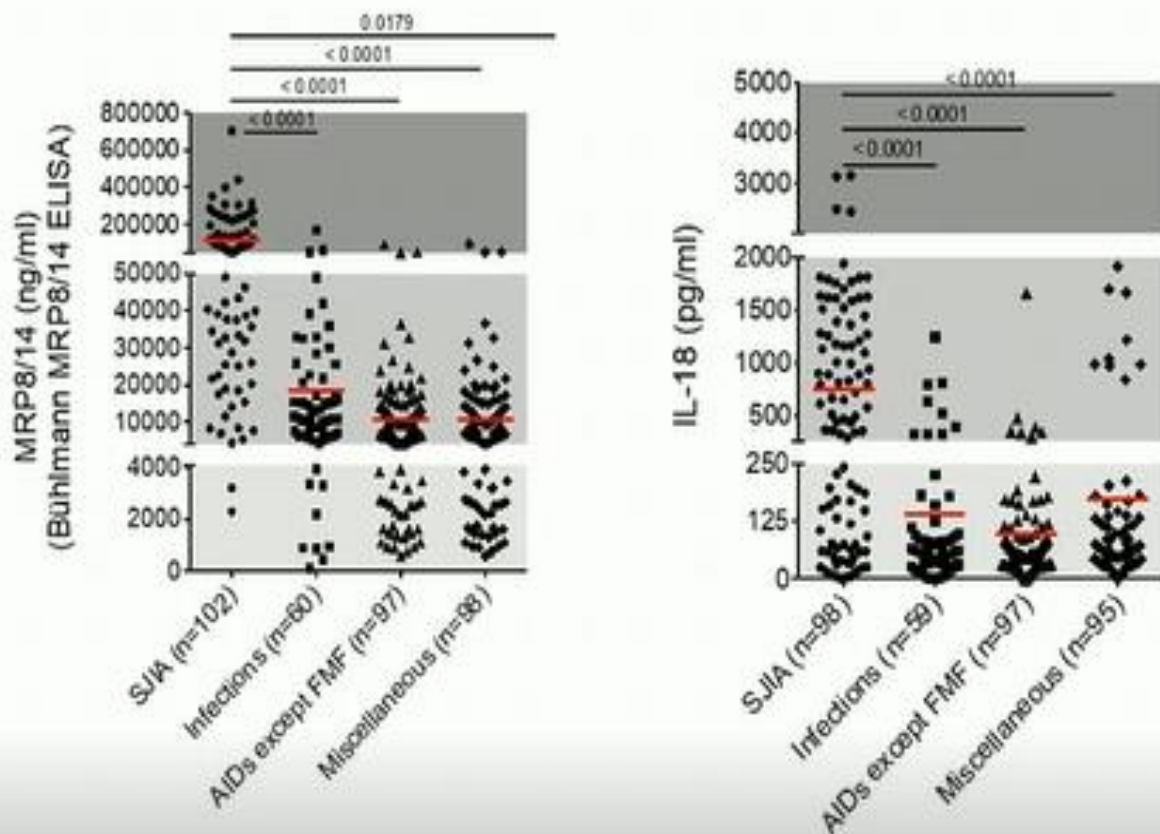 0.0179
< 0.0001
< 0.0001
< 0.0001
MRP8/14 (ng/ml)
(Bühlmann MRP8/14 ELISA)
800000
600000
400000
200000
50000
40000
30000
20000
10000
4000
2000
0
SJIA (n=102)
Infections (n=60)
AIDs except FMF (n=97)
Miscellaneous (n=98)
< 0.0001
< 0.0001
< 0.0001
IL-18 (pg/ml)
5000
4000
3000
2000
1500
1000
500
250
125
0
SJIA (n=98)
Infections (n=59)
AIDs except FMF (n=97)
Miscellaneous (n=95)